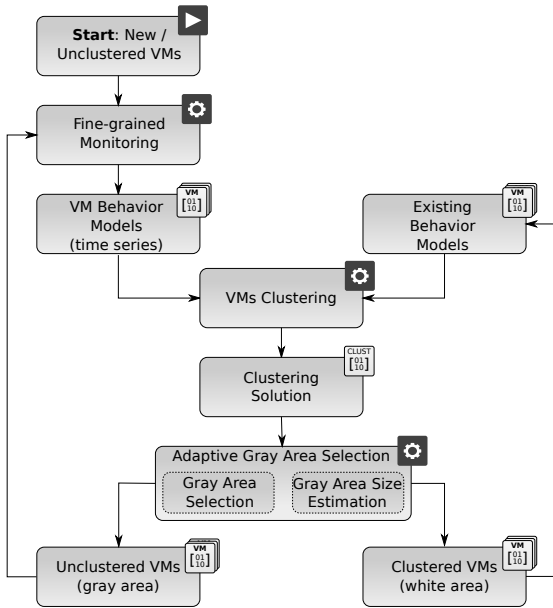 Start: New /
Unclustered VMs
Fine-grained
Monitoring
VM
[01
10]
VM Behavior
Models
(time series)
VM
[01
10]
Existing
Behavior
Models
VMs Clustering
CLUST
[01
10]
Clustering
Solution
Adaptive Gray Area Selection
Gray Area
Selection
Gray Area Size
Estimation
VM
[01
10]
Unclustered VMs
(gray area)
VM
[01
10]
Clustered VMs
(white area)